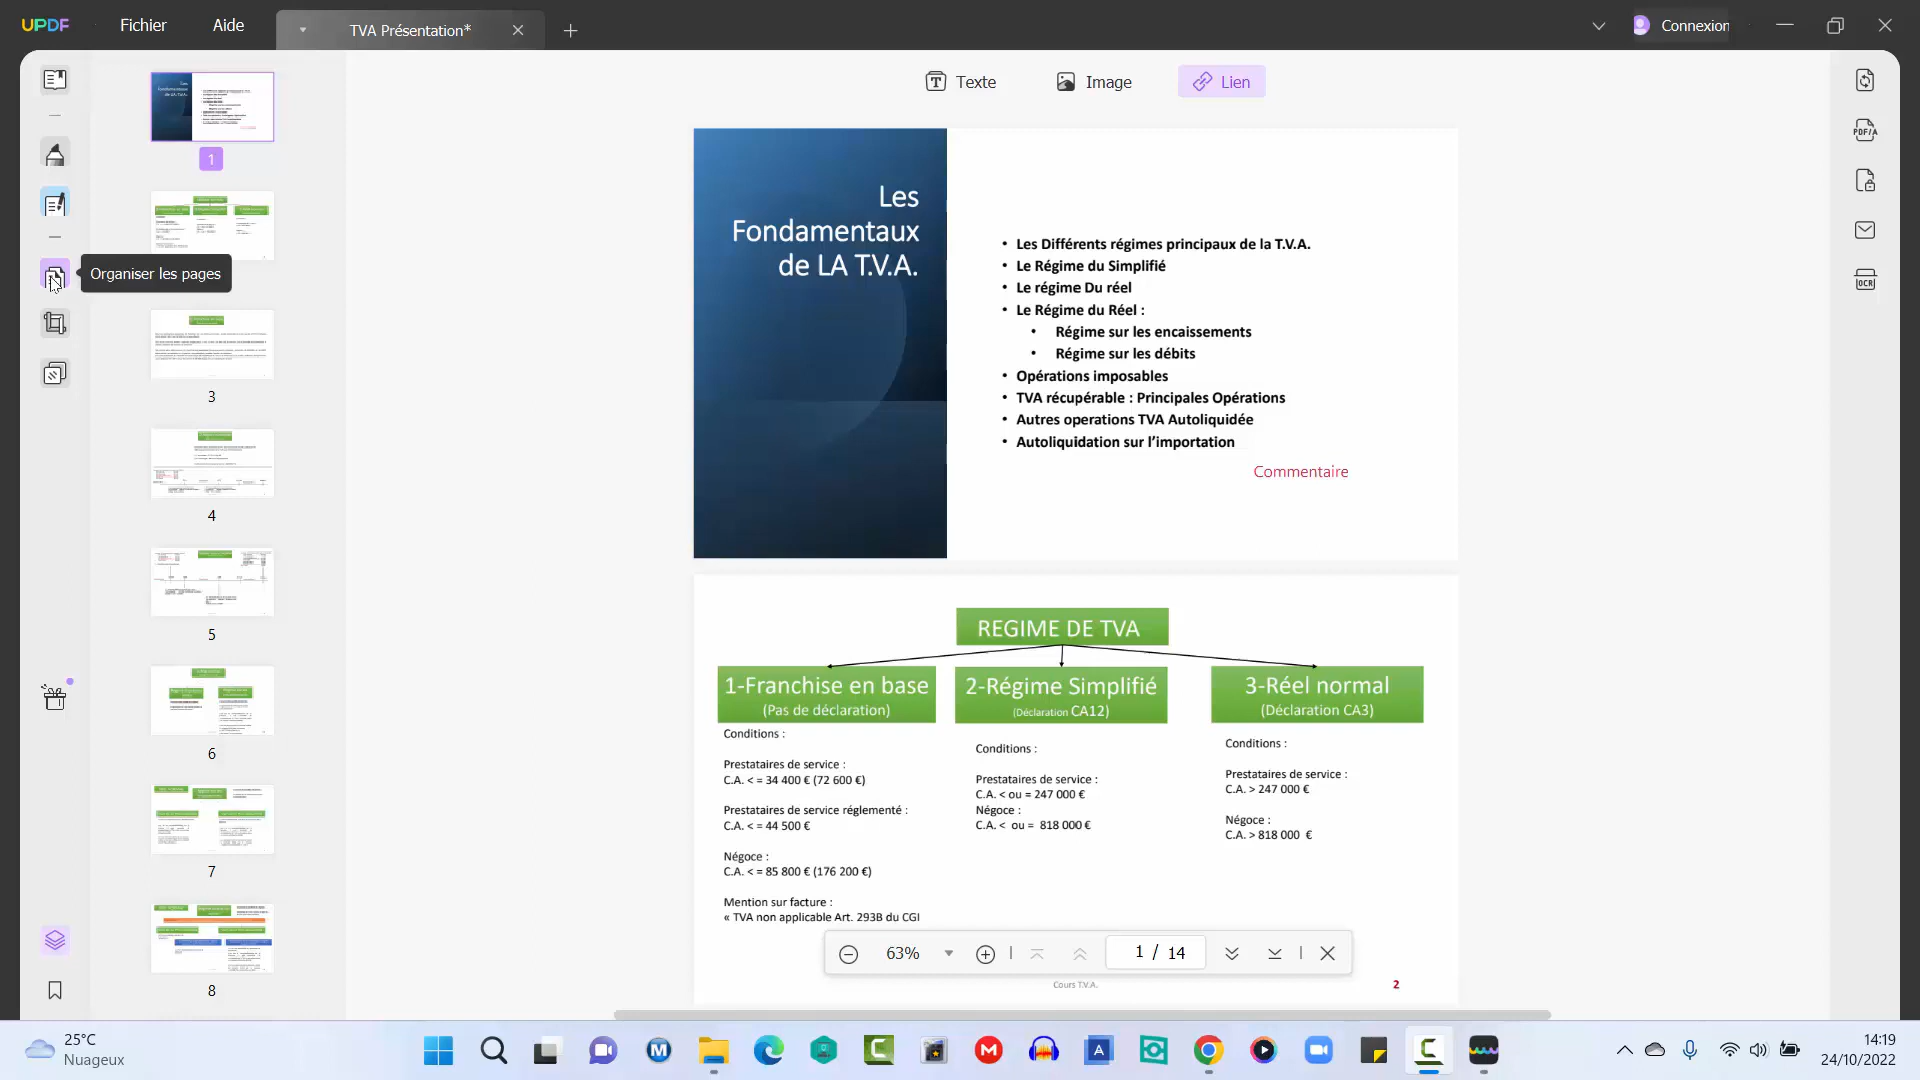 UPDF
Fichier
Aide
TVA Présentation*
Connexion
Texte
Image
Lien
Organiser les pages
1
3
4
5
6
7
8
Les
Fondamentaux
de LA T.V.A.
• Les Différents régimes principaux de la T.V.A.
• Le Régime du Simplifié
• Le régime Du réel
• Le Régime du Réel :
• Régime sur les encaissements
• Régime sur les débits
• Opérations imposables
• TVA récupérable : Principales Opérations
• Autres operations TVA Autoliquidée
• Autoliquidation sur l'importation
Commentaire
REGIME DE TVA
1-Franchise en base
(Pas de déclaration)
Conditions :
Prestataires de service :
C.A. < = 34 400 € (72 600 €)
Prestataires de service réglementé :
C.A. < = 44 500 €
Négoce :
C.A. < = 85 800 € (176 200 €)
Mention sur facture :
« TVA non applicable Art. 293B du CGI
2-Régime Simplifié
(Déclaration CA12)
Conditions :
Prestataires de service :
C.A. < ou = 247 000 €
Négoce :
C.A. < ou = 818 000 €
3-Réel normal
(Déclaration CA3)
Conditions :
Prestataires de service :
C.A. > 247 000 €
Négoce :
C.A. > 818 000 €
63%
1 / 14
Cours T.V.A.
2
PDF/A
OCR
25°C
Nuageux
14:19
24/10/2022